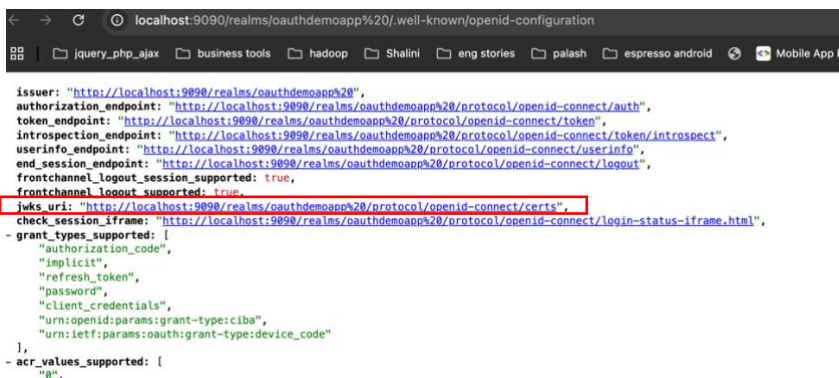 localhost:9090/realms/oauthdemoapp%20/.well-known/openid-configuration
jquery_php_ajax business tools hadoop Shalini eng stories palash espresso android Mobile App
issuer: "http://localhost:9090/realms/oauthdemoapp%20",
authorization_endpoint: "http://localhost:9090/realms/oauthdemoapp%20/protocol/openid-connect/auth",
token_endpoint: "http://localhost:9090/realms/oauthdemoapp%20/protocol/openid-connect/token",
introspection_endpoint: "http://localhost:9090/realms/oauthdemoapp%20/protocol/openid-connect/token/introspect",
userinfo_endpoint: "http://localhost:9090/realms/oauthdemoapp%20/protocol/openid-connect/userinfo",
end_session_endpoint: "http://localhost:9090/realms/oauthdemoapp%20/protocol/openid-connect/logout",
frontchannel_logout_session_supported: true,
frontchannel_logout_supported: true,
jwks_uri: "http://localhost:9090/realms/oauthdemoapp%20/protocol/openid-connect/certs",
check_session_iframe: "http://localhost:9090/realms/oauthdemoapp%20/protocol/openid-connect/login-status-iframe.html",
- grant_types_supported: [
"authorization_code",
"implicit",
"refresh_token",
"password",
"client_credentials",
"urn:openid:params:grant-type:ciba",
"urn:ietf:params:oauth:grant-type:device_code"
],
- acr_values_supported: [
"0",